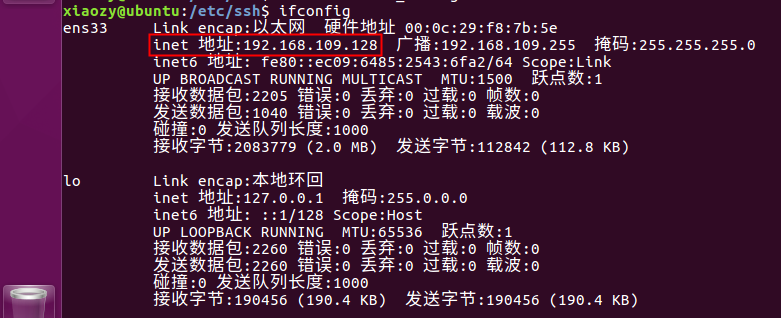 xiaozy@ubuntu:/etc/ssh$ ifconfig
ens33 Link encap:以太网 硬件地址 00:0c:29:f8:7b:5e
inet 地址:192.168.109.128 广播:192.168.109.255 掩码:255.255.255.0
inet6 地址: fe80::ec09:6485:2543:6fa2/64 Scope:Link
UP BROADCAST RUNNING MULTICAST MTU:1500 跃点数:1
接收数据包:2205 错误:0 丢弃:0 过载:0 帧数:0
发送数据包:1040 错误:0 丢弃:0 过载:0 载波:0
碰撞:0 发送队列长度:1000
接收字节:2083779 (2.0 MB) 发送字节:112842 (112.8 KB)
lo Link encap:本地环回
inet 地址:127.0.0.1 掩码:255.0.0.0
inet6 地址: ::1/128 Scope:Host
UP LOOPBACK RUNNING MTU:65536 跃点数:1
接收数据包:2260 错误:0 丢弃:0 过载:0 帧数:0
发送数据包:2260 错误:0 丢弃:0 过载:0 载波:0
碰撞:0 发送队列长度:1000
接收字节:190456 (190.4 KB) 发送字节:190456 (190.4 KB)